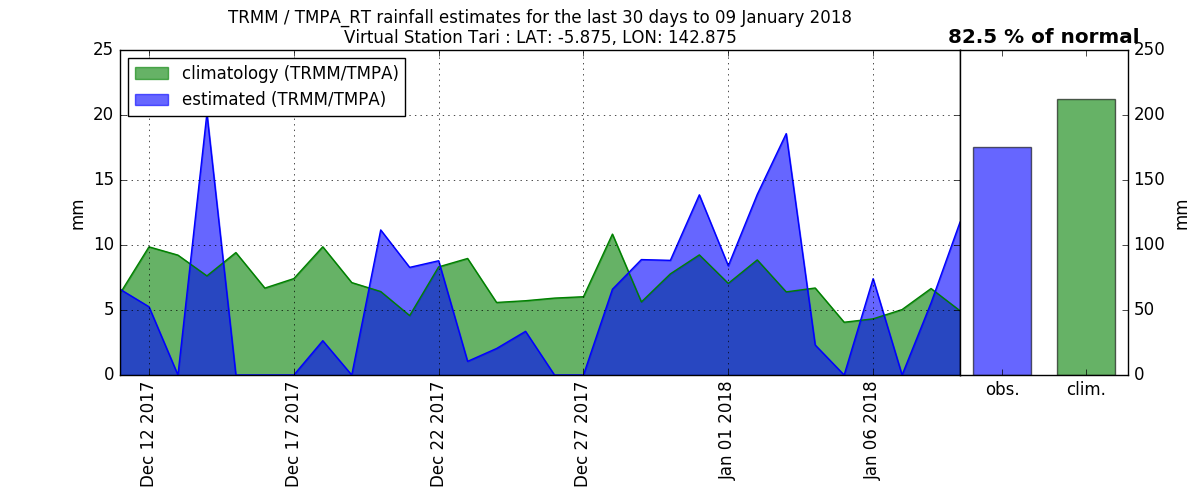 TRMM / TMPA_RT rainfall estimates for the last 30 days to 09 January 2018
Virtual Station Tari : LAT: -5.875, LON: 142.875
82.5 % of normal
climatology (TRMM/TMPA)
estimated (TRMM/TMPA)
25
20
15
10
5
0
mm
250
200
150
100
50
0
mm
Dec 12 2017
Dec 17 2017
Dec 22 2017
Dec 27 2017
Jan 01 2018
Jan 06 2018
obs.
clim.